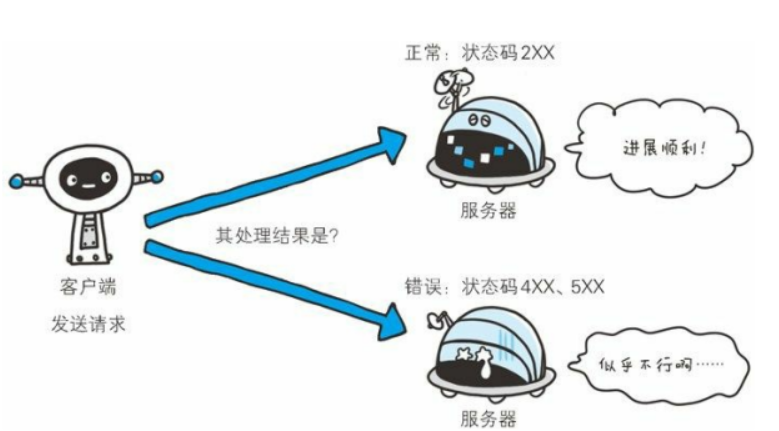 正常：状态码2XX
进展顺利！
服务器
其处理结果是？
客户端
发送请求
错误：状态码4XX、5XX
似乎不行啊……
服务器